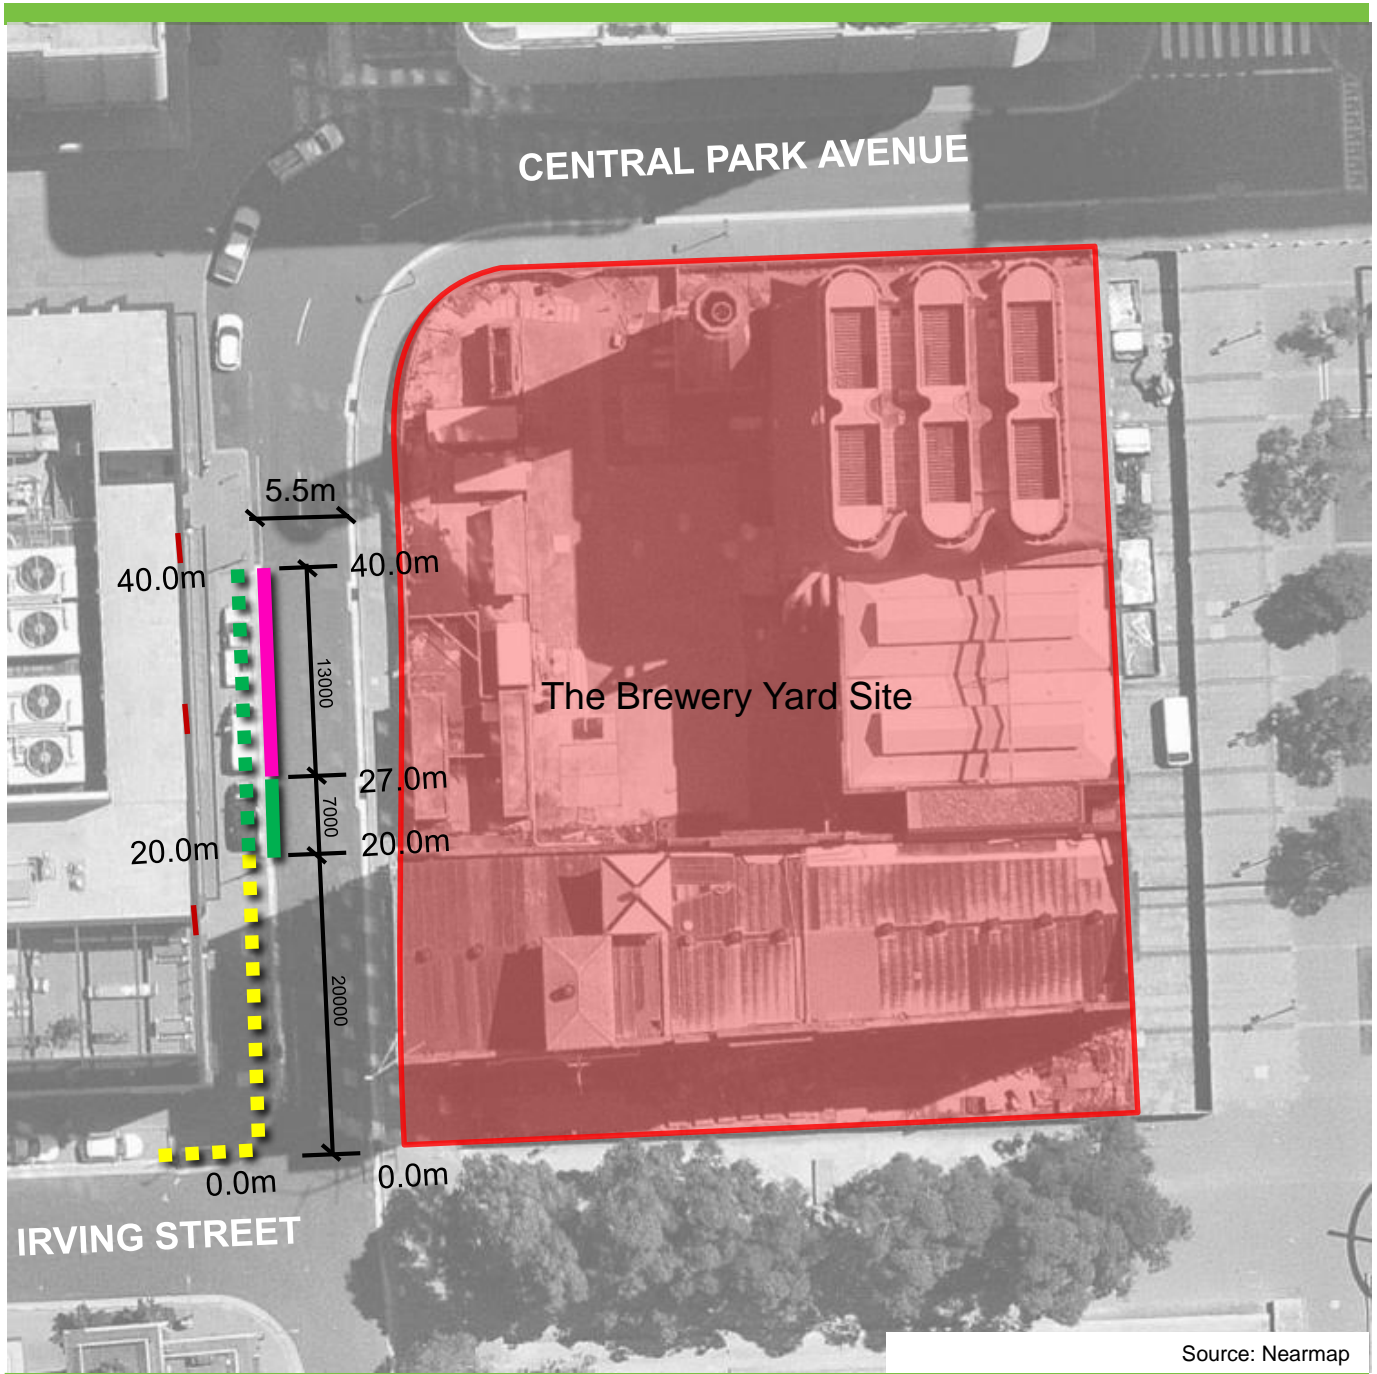 CENTRAL PARK AVENUE
5.5m
40.0m
40.0m
13000
The Brewery Yard Site
27.0m
7000
20.0m
20.0m
20000
0.0m
0.0m
IRVING STREET
Source: Nearmap